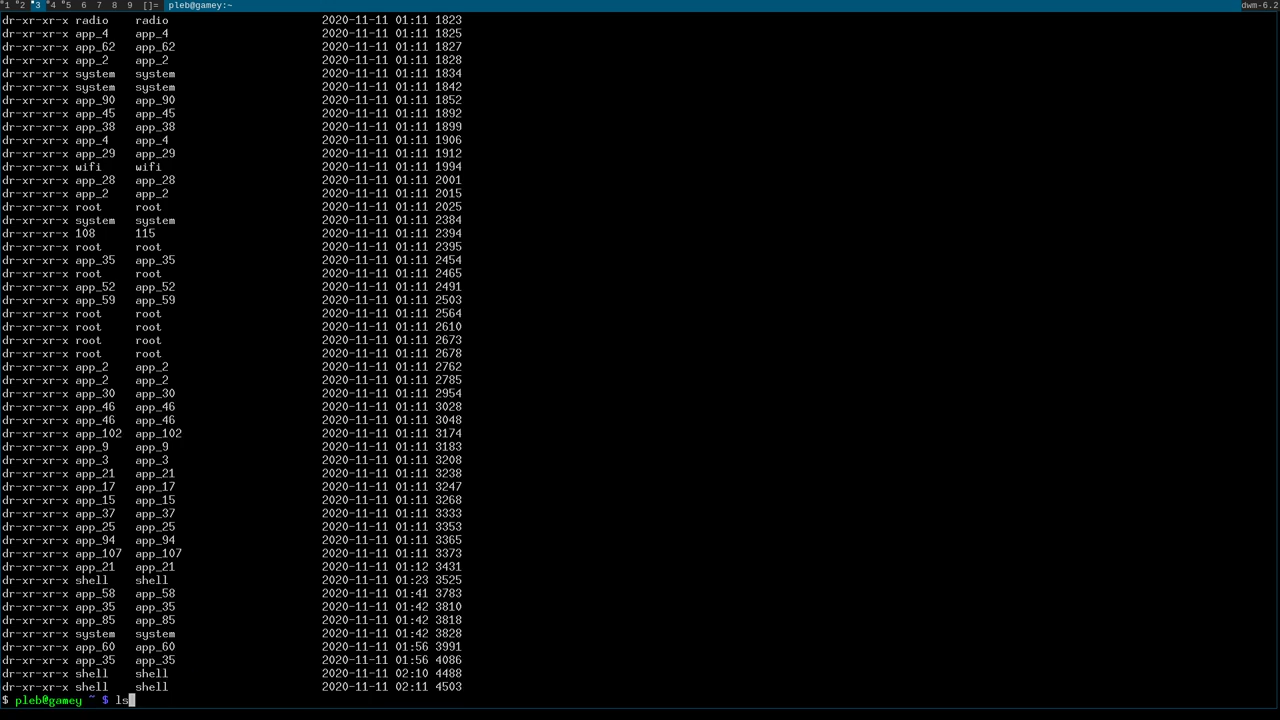 1 2 3 4 5 6 7 8 9 []= pleb@gamey:~ dwm-6.2
dr-xr-xr-x radio radio 2020-11-11 01:11 1823
dr-xr-xr-x app_4 app_4 2020-11-11 01:11 1825
dr-xr-xr-x app_62 app_62 2020-11-11 01:11 1827
dr-xr-xr-x app_2 app_2 2020-11-11 01:11 1828
dr-xr-xr-x system system 2020-11-11 01:11 1834
dr-xr-xr-x system system 2020-11-11 01:11 1842
dr-xr-xr-x app_90 app_90 2020-11-11 01:11 1852
dr-xr-xr-x app_45 app_45 2020-11-11 01:11 1892
dr-xr-xr-x app_38 app_38 2020-11-11 01:11 1899
dr-xr-xr-x app_4 app_4 2020-11-11 01:11 1906
dr-xr-xr-x app_29 app_29 2020-11-11 01:11 1912
dr-xr-xr-x wifi wifi 2020-11-11 01:11 1994
dr-xr-xr-x app_28 app_28 2020-11-11 01:11 2001
dr-xr-xr-x app_2 app_2 2020-11-11 01:11 2015
dr-xr-xr-x root root 2020-11-11 01:11 2025
dr-xr-xr-x system system 2020-11-11 01:11 2384
dr-xr-xr-x 108 115 2020-11-11 01:11 2394
dr-xr-xr-x root root 2020-11-11 01:11 2395
dr-xr-xr-x app_35 app_35 2020-11-11 01:11 2454
dr-xr-xr-x root root 2020-11-11 01:11 2465
dr-xr-xr-x app_52 app_52 2020-11-11 01:11 2491
dr-xr-xr-x app_59 app_59 2020-11-11 01:11 2503
dr-xr-xr-x root root 2020-11-11 01:11 2564
dr-xr-xr-x root root 2020-11-11 01:11 2610
dr-xr-xr-x root root 2020-11-11 01:11 2673
dr-xr-xr-x root root 2020-11-11 01:11 2678
dr-xr-xr-x app_2 app_2 2020-11-11 01:11 2762
dr-xr-xr-x app_2 app_2 2020-11-11 01:11 2785
dr-xr-xr-x app_30 app_30 2020-11-11 01:11 2954
dr-xr-xr-x app_46 app_46 2020-11-11 01:11 3028
dr-xr-xr-x app_46 app_46 2020-11-11 01:11 3048
dr-xr-xr-x app_102 app_102 2020-11-11 01:11 3174
dr-xr-xr-x app_9 app_9 2020-11-11 01:11 3183
dr-xr-xr-x app_3 app_3 2020-11-11 01:11 3208
dr-xr-xr-x app_21 app_21 2020-11-11 01:11 3238
dr-xr-xr-x app_17 app_17 2020-11-11 01:11 3247
dr-xr-xr-x app_15 app_15 2020-11-11 01:11 3268
dr-xr-xr-x app_37 app_37 2020-11-11 01:11 3333
dr-xr-xr-x app_25 app_25 2020-11-11 01:11 3353
dr-xr-xr-x app_94 app_94 2020-11-11 01:11 3365
dr-xr-xr-x app_107 app_107 2020-11-11 01:11 3373
dr-xr-xr-x app_21 app_21 2020-11-11 01:12 3431
dr-xr-xr-x shell shell 2020-11-11 01:23 3525
dr-xr-xr-x app_58 app_58 2020-11-11 01:41 3783
dr-xr-xr-x app_35 app_35 2020-11-11 01:42 3810
dr-xr-xr-x app_85 app_85 2020-11-11 01:42 3818
dr-xr-xr-x system system 2020-11-11 01:42 3828
dr-xr-xr-x app_60 app_60 2020-11-11 01:56 3991
dr-xr-xr-x app_35 app_35 2020-11-11 01:56 4086
dr-xr-xr-x shell shell 2020-11-11 02:10 4488
dr-xr-xr-x shell shell 2020-11-11 02:11 4503
$ pleb@gamey ~ $ ls